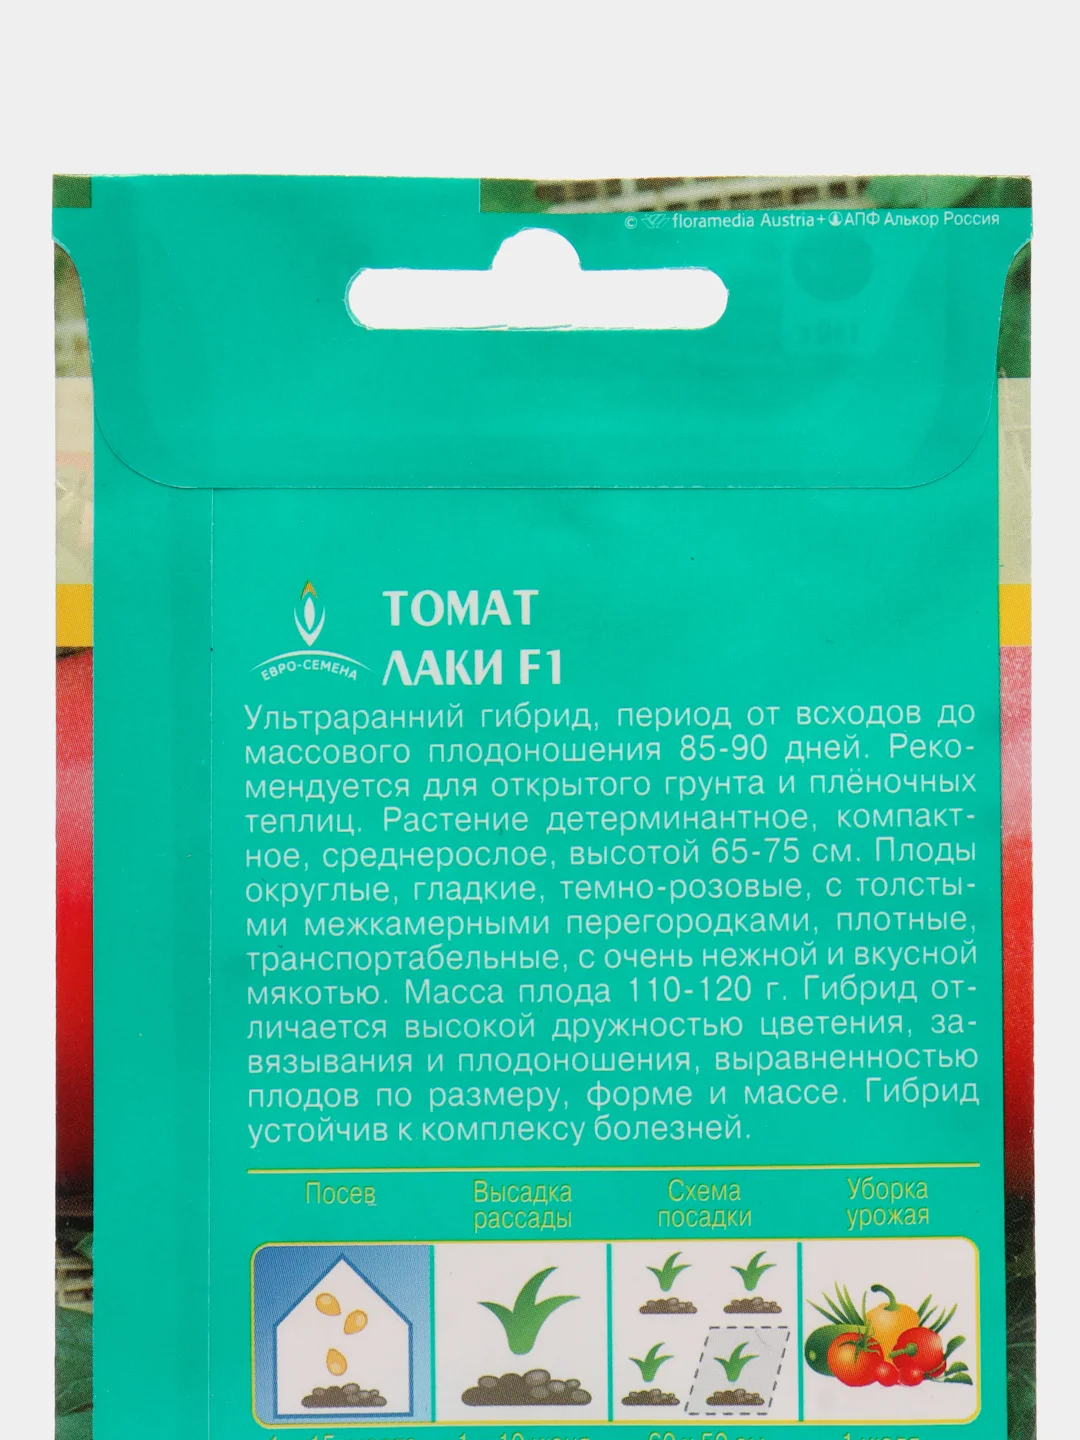 © floramedia Austria + АПФ Алькор Россия
ЕВРО-СЕМЕНА
ТОМАТ
ЛАКИ F1
Ультраранний гибрид, период от всходов до
массового плодоношения 85-90 дней. Реко-
мендуется для открытого грунта и плёночных
теплиц. Растение детерминантное, компакт-
ное, среднерослое, высотой 65-75 см. Плоды
округлые, гладкие, темно-розовые, с толсты-
ми межкамерными перегородками, плотные,
транспортабельные, с очень нежной и вкусной
мякотью. Масса плода 110-120 г. Гибрид от-
личается высокой дружностью цветения, за-
вязывания и плодоношения, выравненностью
плодов по размеру, форме и массе. Гибрид
устойчив к комплексу болезней.
Посев
Высадка
рассады
Схема
посадки
Уборка
урожая